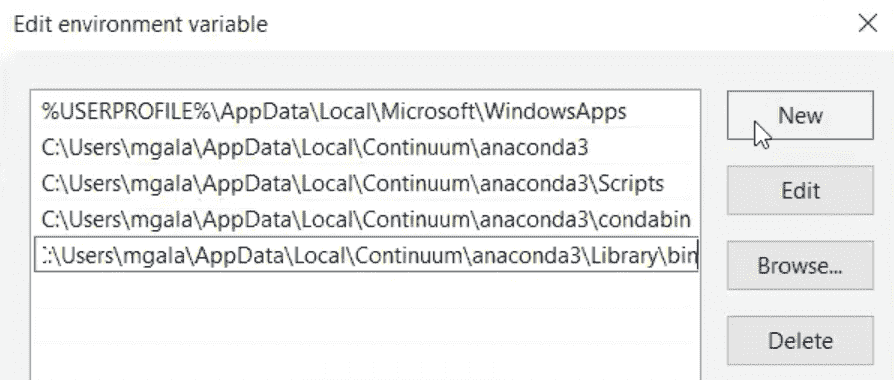 Edit environment variable
%USERPROFILE%\AppData\Local\Microsoft\WindowsApps
New
C:\Users\mgala\AppData\Local\Continuum\anaconda3
C:\Users\mgala\AppData\Local\Continuum\anaconda3\Scripts
Edit
C:\Users\mgala\AppData\Local\Continuum\anaconda3\condabin
:\Users\mgala\AppData\Local\Continuum\anaconda3\Library\bin
Browse...
Delete